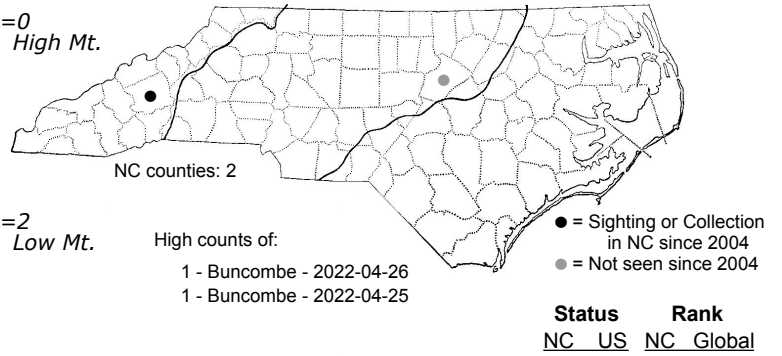 =0
High Mt.
NC counties: 2
=2
Low Mt.
High counts of:
1 - Buncombe - 2022-04-26
1 - Buncombe - 2022-04-25
● = Sighting or Collection
in NC since 2004
● = Not seen since 2004
Status Rank
NC US NC Global